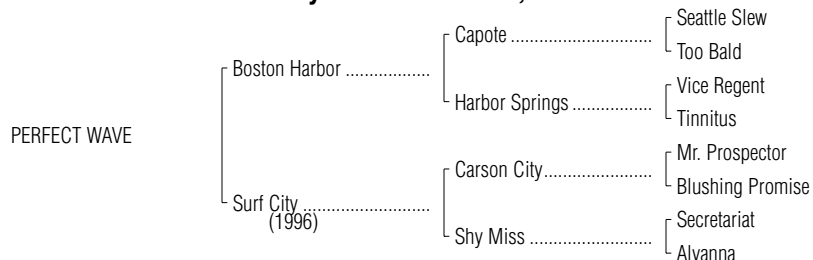 Seattle Slew
Capote
Too Bald
Boston Harbor
Vice Regent
Harbor Springs
Tinnitus
PERFECT WAVE
Mr. Prospector
Carson City
Blushing Promise
Surf City
(1996)
Secretariat
Shy Miss
Alyanna